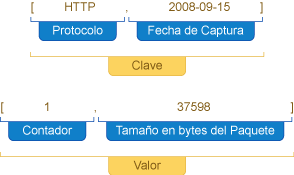 [ HTTP , 2008-09-15 ]
Protocolo Fecha de Captura
Clave
[ 1 , 37598 ]
Contador Tamaño en bytes del Paquete
Valor